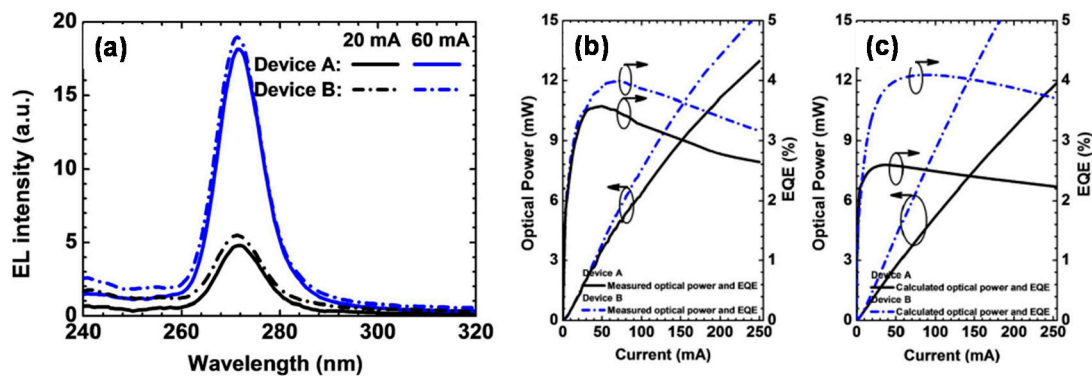 (a)
20 mA 60 mA
Device A:
Device B:
EL intensity (a.u.)
20
15
10
5
0
240 260 280 300 320
Wavelength (nm)
(b)
Optical Power (mW)
15
12
9
6
3
0
EQE (%)
5
4
3
2
1
0
Device A
Measured optical power and EQE
Device B
Measured optical power and EQE
0 50 100 150 200 250
Current (mA)
(c)
Optical Power (mW)
15
12
9
6
3
0
EQE (%)
5
4
3
2
1
0
Device A
Calculated optical power and EQE
Device B
Calculated optical power and EQE
0 50 100 150 200 250
Current (mA)